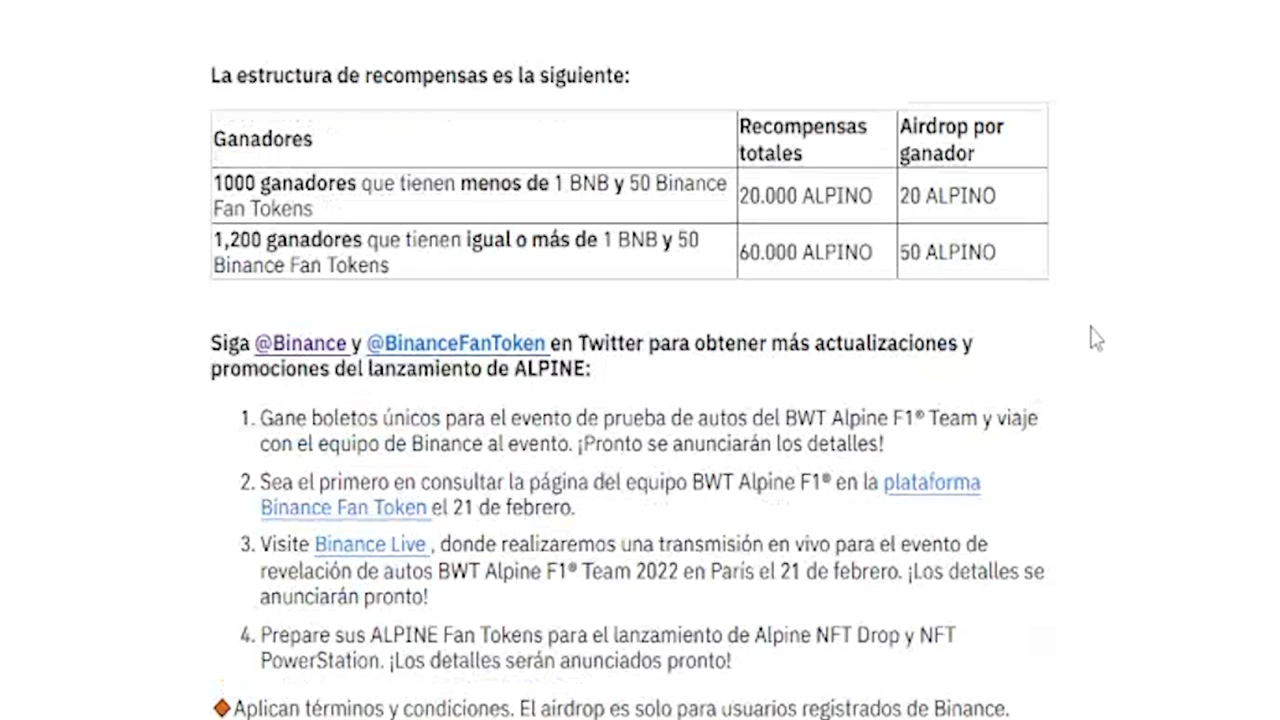 La estructura de recompensas es la siguiente:
Ganadores
Recompensas
totales
Airdrop por
ganador
1000 ganadores que tienen menos de 1 BNB y 50 Binance
Fan Tokens
20.000 ALPINO
20 ALPINO
1,200 ganadores que tienen igual o más de 1 BNB y 50
Binance Fan Tokens
60.000 ALPINO
50 ALPINO
Siga @Binance y @BinanceFanToken en Twitter para obtener más actualizaciones y
promociones del lanzamiento de ALPINE:
1. Gane boletos únicos para el evento de prueba de autos del BWT Alpine F1® Team y viaje
con el equipo de Binance al evento. ¡Pronto se anunciarán los detalles!
2. Sea el primero en consultar la página del equipo BWT Alpine F1® en la plataforma
Binance Fan Token el 21 de febrero.
3. Visite Binance Live , donde realizaremos una transmisión en vivo para el evento de
revelación de autos BWT Alpine F1® Team 2022 en París el 21 de febrero. ¡Los detalles se
anunciarán pronto!
4. Prepare sus ALPINE Fan Tokens para el lanzamiento de Alpine NFT Drop y NFT
PowerStation. ¡Los detalles serán anunciados pronto!
🔸Aplican términos y condiciones. El airdrop es solo para usuarios registrados de Binance.